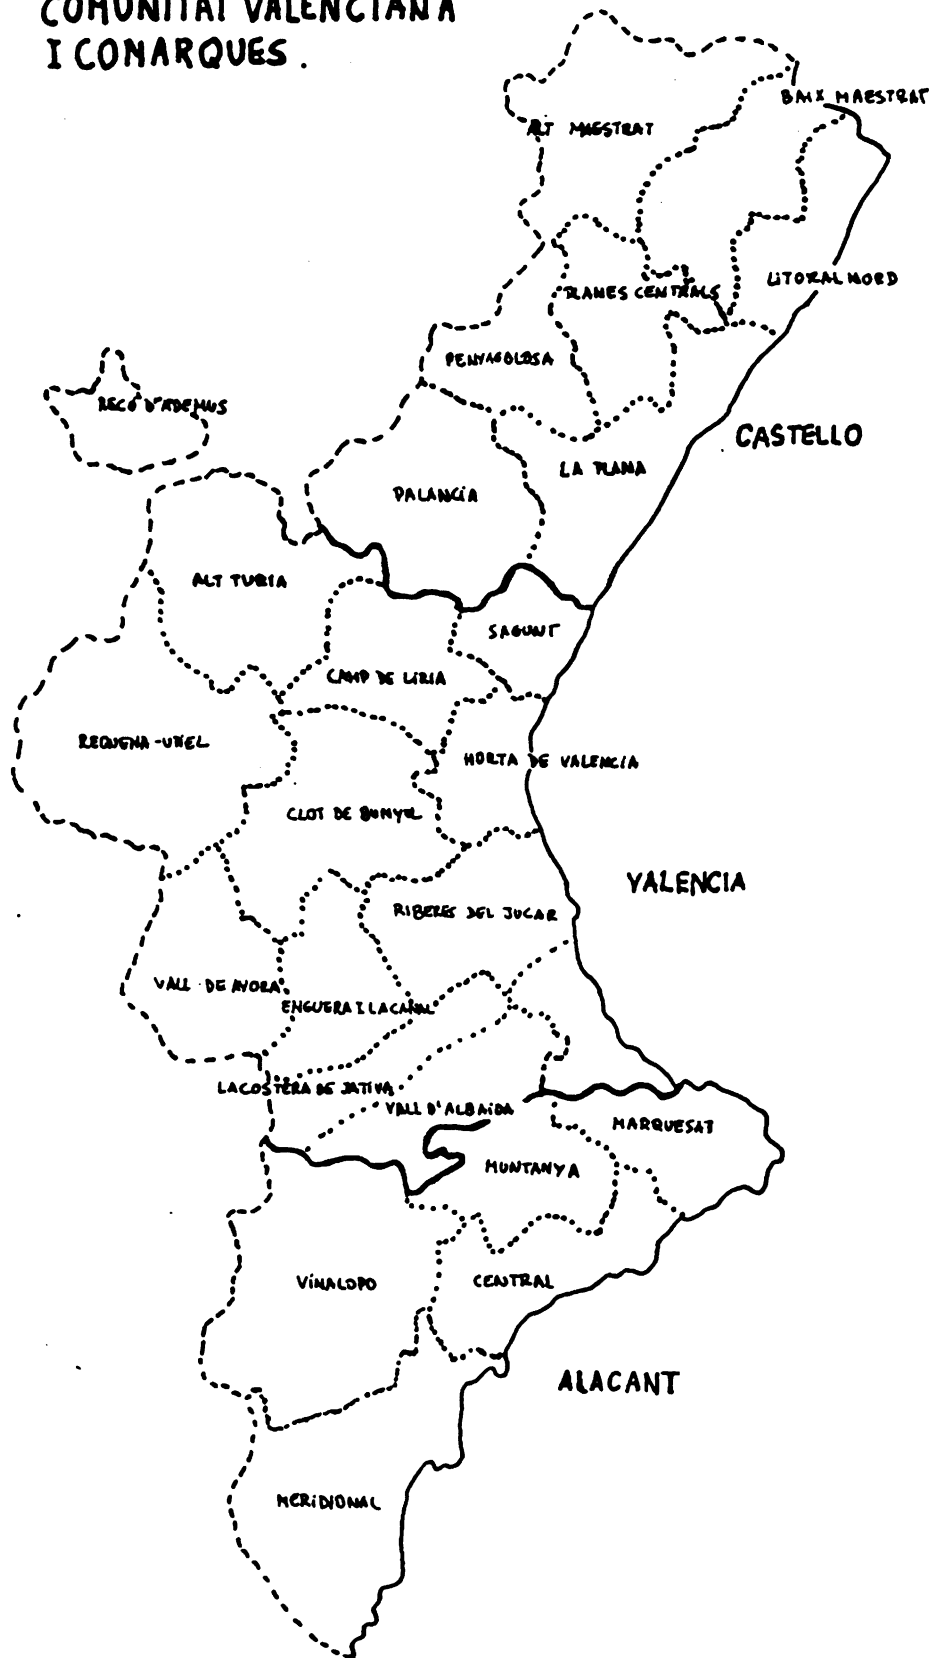 COMUNITAT VALENCIANA
I COMARQUES.
BAIX MAESTRAT
ALT MAESTRAT
LITORAL NORD
PLANES CENTRALS
PENYAGOLOSA
RECÓ D'ADEMUS
CASTELLO
LA PLANA
PALANCIA
ALT TURIA
SAGUNT
CAMP DE LIRIA
REQUENA-UTIEL
HORTA DE VALENCIA
CLOT DE BUNYOL
VALENCIA
RIBERES DEL JUCAR
VALL DE AYORA
ENGUERA I LA CANAL
LA COSTERA DE JATIVA
VALL D'ALBAIDA
MARQUESAT
MUNTANYA
VINALOPO
CENTRAL
ALACANT
MERIDIONAL